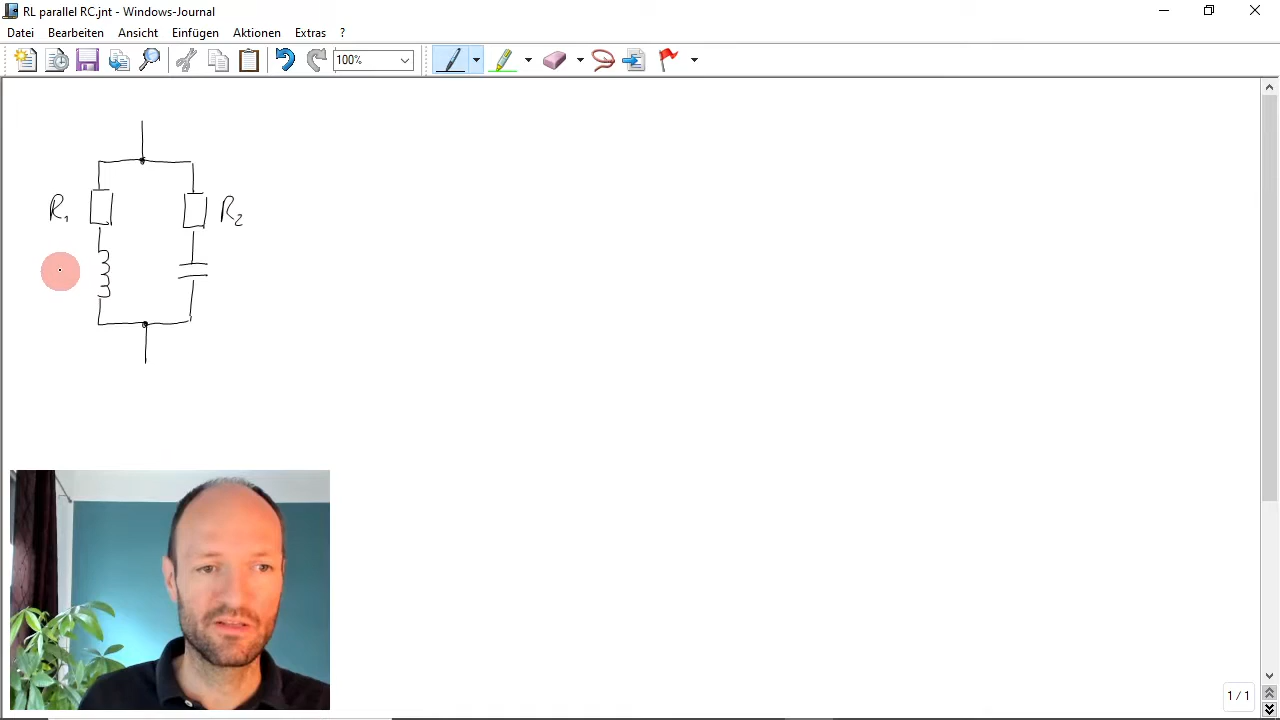 RL parallel RC.jnt - Windows-Journal
Datei Bearbeiten Ansicht Einfügen Aktionen Extras ?
100%
R₁
R₂
1 / 1